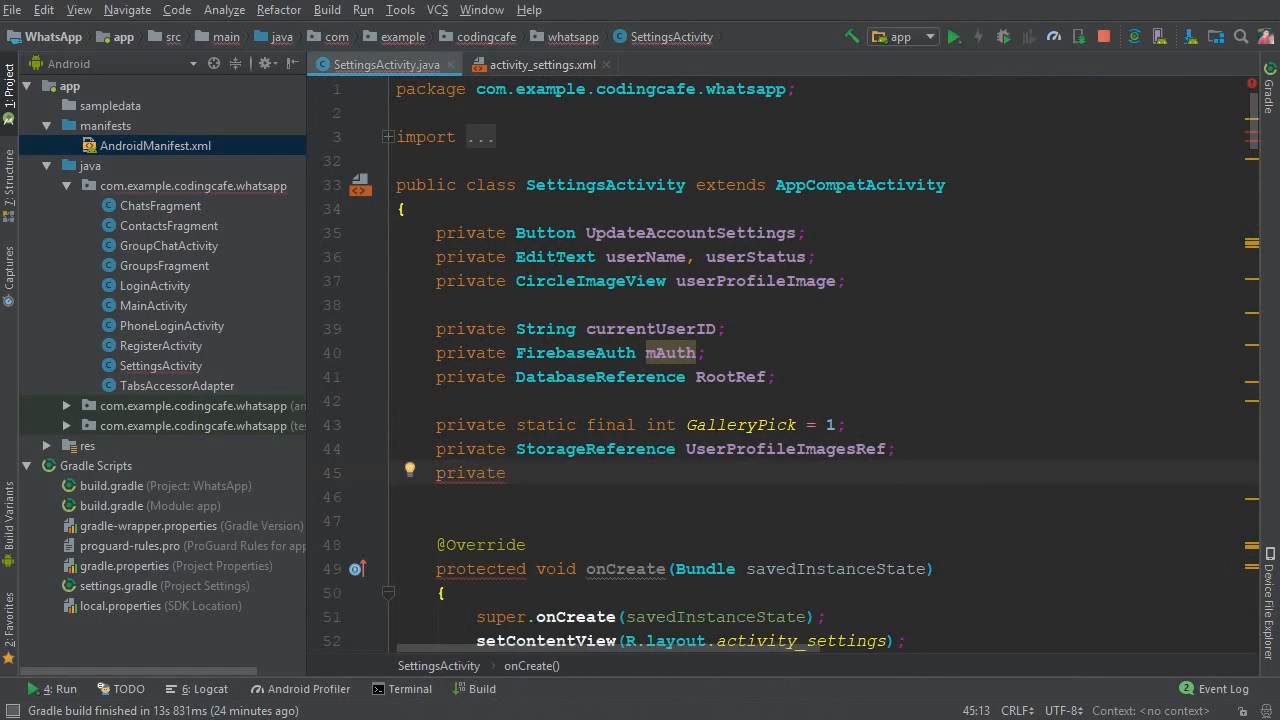 File Edit View Navigate Code Analyze Refactor Build Run Tools VCS Window Help
WhatsApp app src main java com example codingcafe whatsapp SettingsActivity app
1: Project
7: Structure
Captures
Build Variants
2: Favorites
Android
app
sampledata
manifests
AndroidManifest.xml
java
com.example.codingcafe.whatsapp
ChatsFragment
ContactsFragment
GroupChatActivity
GroupsFragment
LoginActivity
MainActivity
PhoneLoginActivity
RegisterActivity
SettingsActivity
TabsAccessorAdapter
com.example.codingcafe.whatsapp (an
com.example.codingcafe.whatsapp (tes
res
Gradle Scripts
build.gradle (Project: WhatsApp)
build.gradle (Module: app)
gradle-wrapper.properties (Gradle Version)
proguard-rules.pro (ProGuard Rules for app
gradle.properties (Project Properties)
settings.gradle (Project Settings)
local.properties (SDK Location)
SettingsActivity.java activity_settings.xml
1 package com.example.codingcafe.whatsapp;
2
3 import ...
32
33 public class SettingsActivity extends AppCompatActivity
34 {
35 private Button UpdateAccountSettings;
36 private EditText userName, userStatus;
37 private CircleImageView userProfileImage;
38
39 private String currentUserID;
40 private FirebaseAuth mAuth;
41 private DatabaseReference RootRef;
42
43 private static final int GalleryPick = 1;
44 private StorageReference UserProfileImagesRef;
45 private
46
47
48 @Override
49 protected void onCreate(Bundle savedInstanceState)
50 {
51 super.onCreate(savedInstanceState);
52 setContentView(R.layout.activity_settings);
SettingsActivity onCreate()
Gradle
Device File Explorer
4: Run TODO 6: Logcat Android Profiler Terminal Build Event Log
Gradle build finished in 13s 831ms (24 minutes ago) 45:13 CRLF UTF-8 Context: <no context>